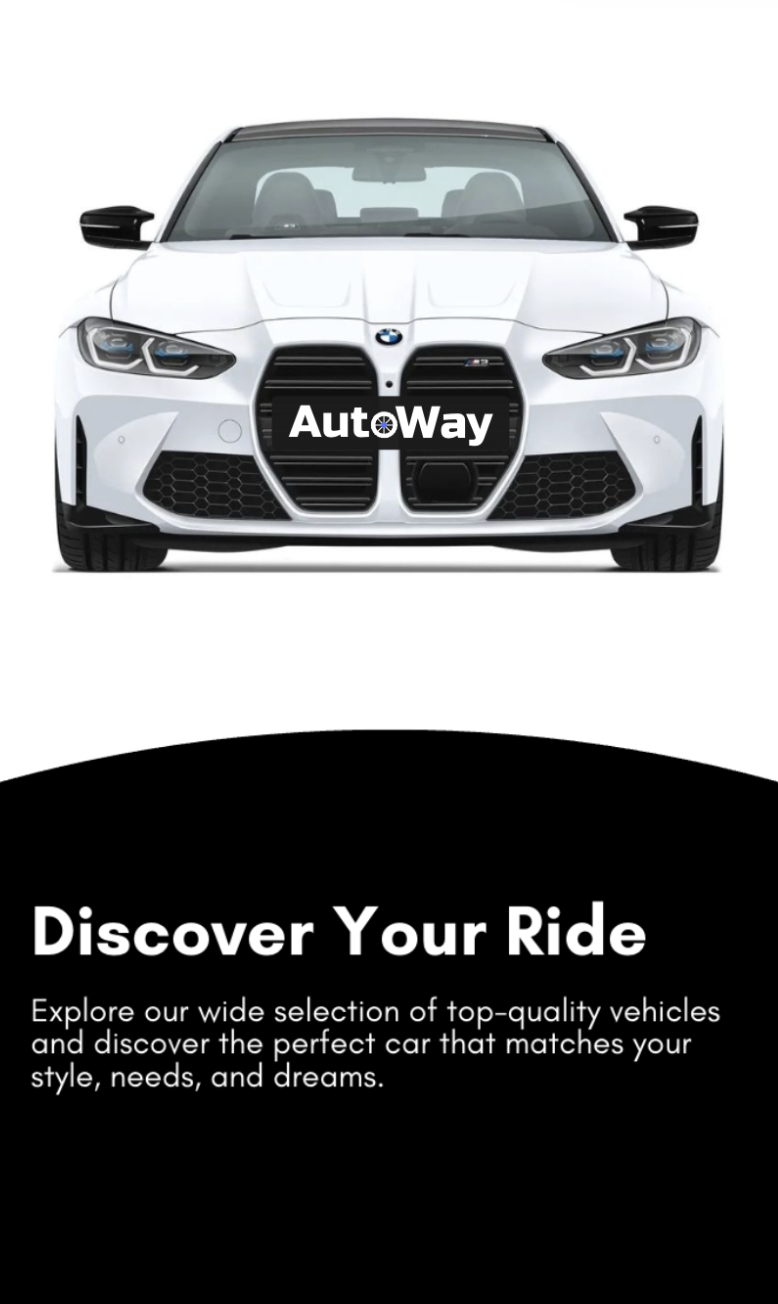 AutoWay
Discover Your Ride
Explore our wide selection of top-quality vehicles
and discover the perfect car that matches your
style, needs, and dreams.